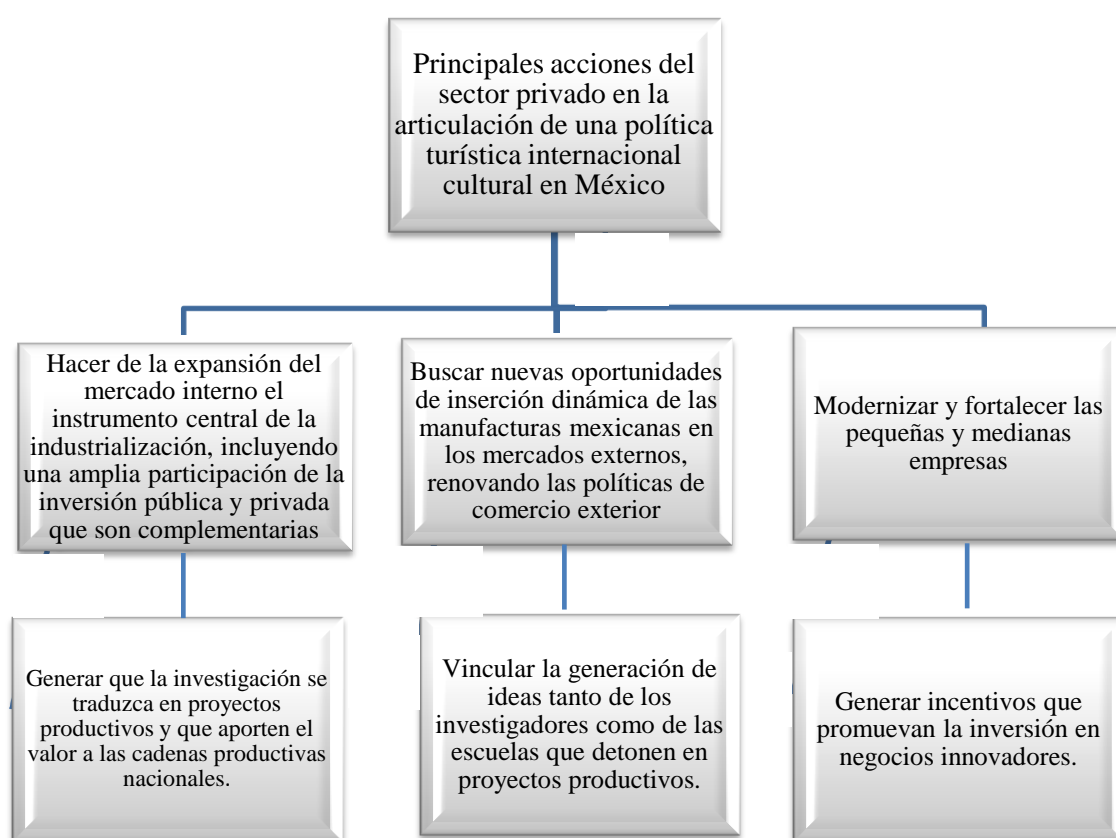 Principales acciones del
sector privado en la
articulación de una política
turística internacional
cultural en México
Hacer de la expansión del
mercado interno el
instrumento central de la
industrialización, incluyendo
una amplia participación de la
inversión pública y privada
que son complementarias
Buscar nuevas oportunidades
de inserción dinámica de las
manufacturas mexicanas en
los mercados externos,
renovando las políticas de
comercio exterior
Modernizar y fortalecer las
pequeñas y medianas
empresas
Generar que la investigación se
traduzca en proyectos
productivos y que aporten el
valor a las cadenas productivas
nacionales.
Vincular la generación de
ideas tanto de los
investigadores como de las
escuelas que detonen en
proyectos productivos.
Generar incentivos que
promuevan la inversión en
negocios innovadores.